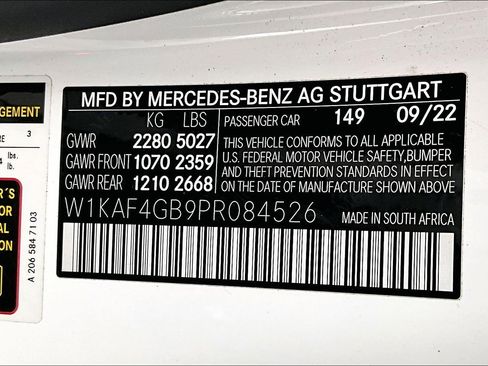 MFD BY MERCEDES-BENZ AG STUTTGART
KG LBS
GVWR 2280 5027
GAWR FRONT 1070 2359
GAWR REAR 1210 2668
PASSENGER CAR 149 09/22
THIS VEHICLE CONFORMS TO ALL APPLICABLE
U.S. FEDERAL MOTOR VEHICLE SAFETY,BUMPER
AND THEFT PREVENTION STANDARDS IN EFFECT
ON THE DATE OF MANUFACTURE SHOWN ABOVE
W1KAF4GB9PR084526 MADE IN SOUTH AFRICA
3
lbs.
A 206 584 71 03